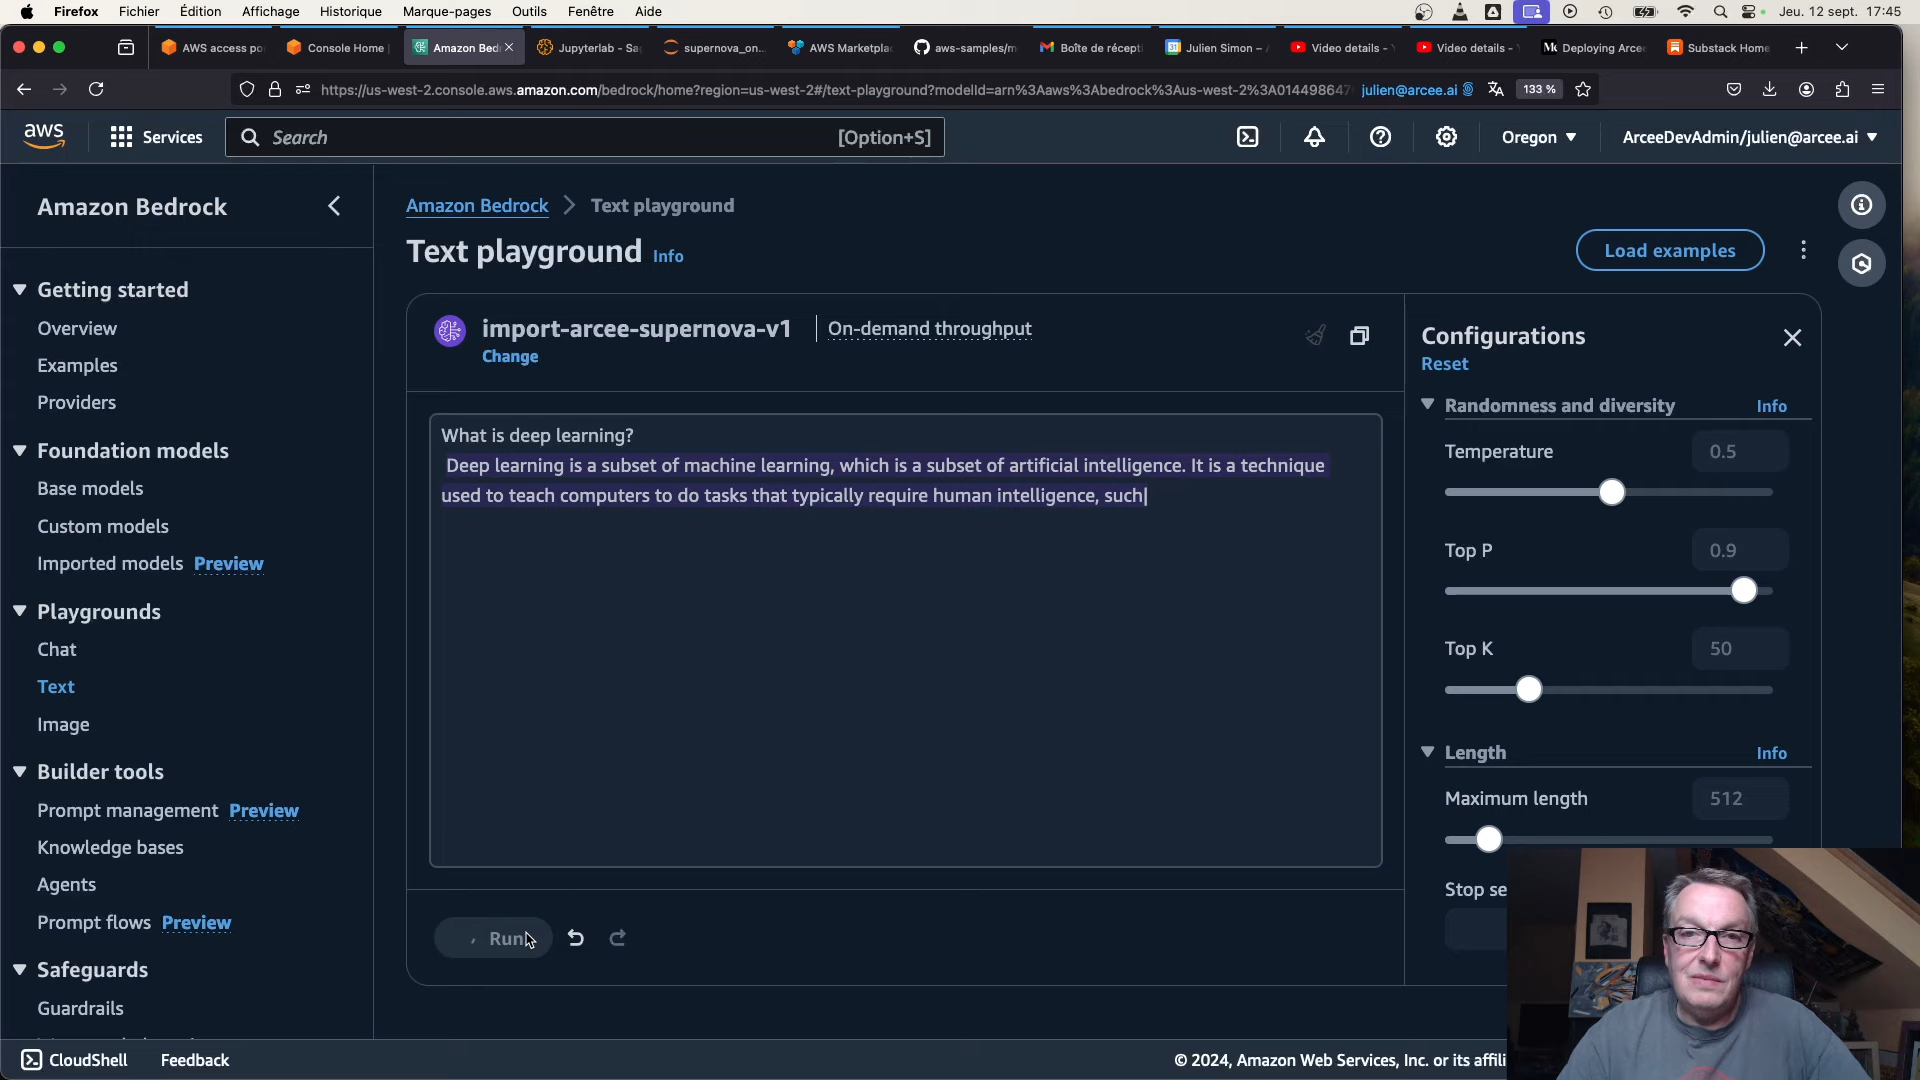 Firefox Fichier Édition Affichage Historique Marque-pages Outils Fenêtre Aide Jeu. 12 sept. 17:45
AWS access po Console Home Amazon Bed Jupyterlab - Sa supernova_on... AWS Marketpla aws-samples/m Boîte de récept Julien Simon – Video details - Video details - Deploying Arce Substack Home
https://us-west-2.console.aws.amazon.com/bedrock/home?region=us-west-2#/text-playground?modelId=arn%3Aaws%3Abedrock%3Aus-west-2%3A01449864 julien@arcee.ai 133 %
aws Services Search [Option+S] Oregon ArceeDevAdmin/julien@arcee.ai
Amazon Bedrock
Getting started
Overview
Examples
Providers
Foundation models
Base models
Custom models
Imported models Preview
Playgrounds
Chat
Text
Image
Builder tools
Prompt management Preview
Knowledge bases
Agents
Prompt flows Preview
Safeguards
Guardrails
Amazon Bedrock Text playground
Text playground Info
Load examples
import-arcee-supernova-v1 On-demand throughput
Change
What is deep learning?
Deep learning is a subset of machine learning, which is a subset of artificial intelligence. It is a technique
used to teach computers to do tasks that typically require human intelligence, such
Run
Configurations
Reset
Randomness and diversity Info
Temperature 0.5
Top P 0.9
Top K 50
Length Info
Maximum length 512
Stop se
CloudShell Feedback © 2024, Amazon Web Services, Inc. or its affili